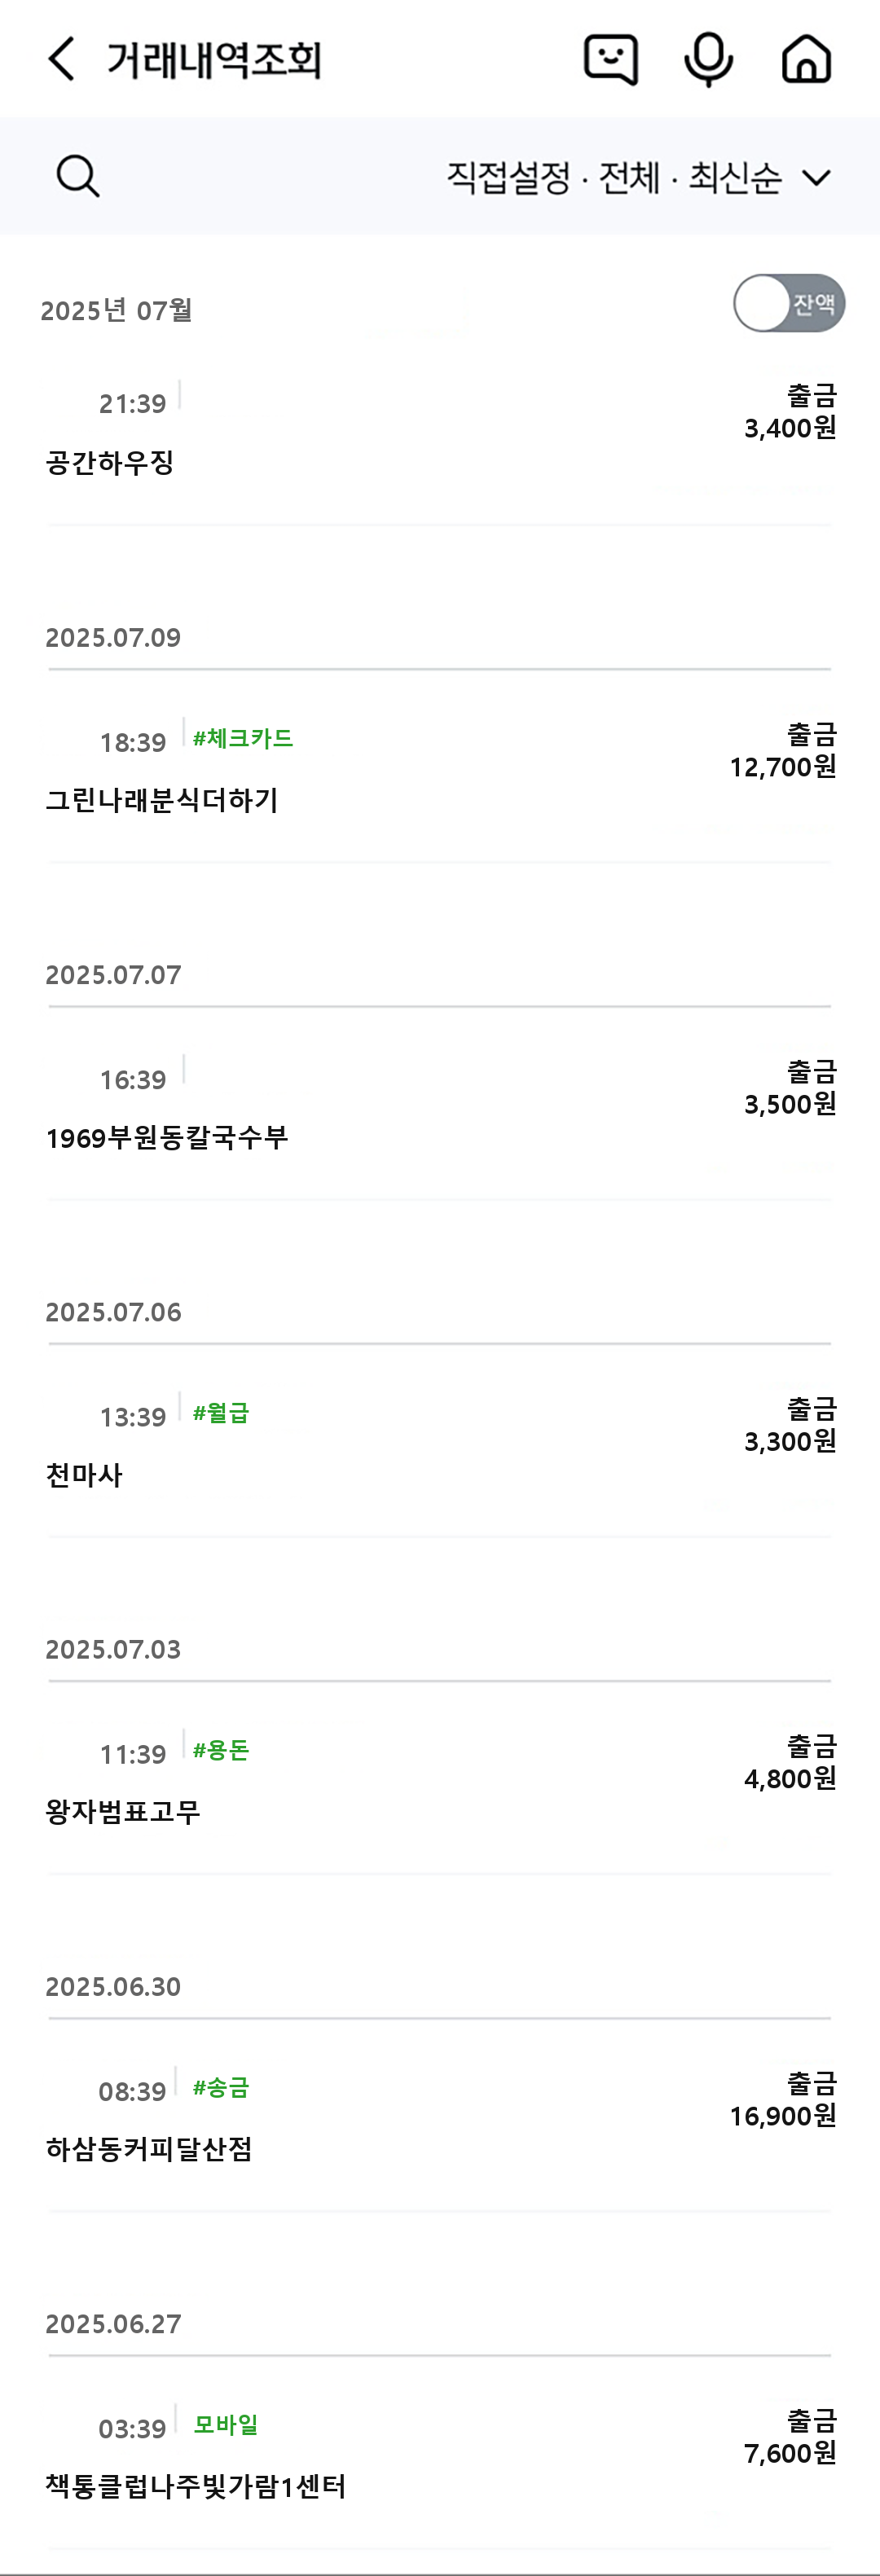 거래내역조회
직접설정 · 전체 · 최신순
2025년 07월 잔액
21:39 출금
3,400원
공간하우징
2025.07.09
18:39 #체크카드 출금
12,700원
그린나래분식더하기
2025.07.07
16:39 출금
3,500원
1969부원동칼국수부
2025.07.06
13:39 #월급 출금
3,300원
천마사
2025.07.03
11:39 #용돈 출금
4,800원
왕자범표고무
2025.06.30
08:39 #송금 출금
16,900원
하삼동커피달산점
2025.06.27
03:39 모바일 출금
7,600원
책통클럽나주빛가람1센터